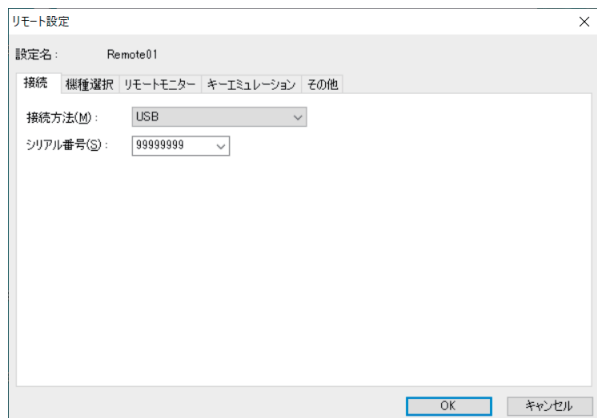 リモート設定
設定名： Remote01
接続 機種選択 リモートモニター キーエミュレーション その他
接続方法(M)： USB
シリアル番号(S)： 99999999
OK キャンセル